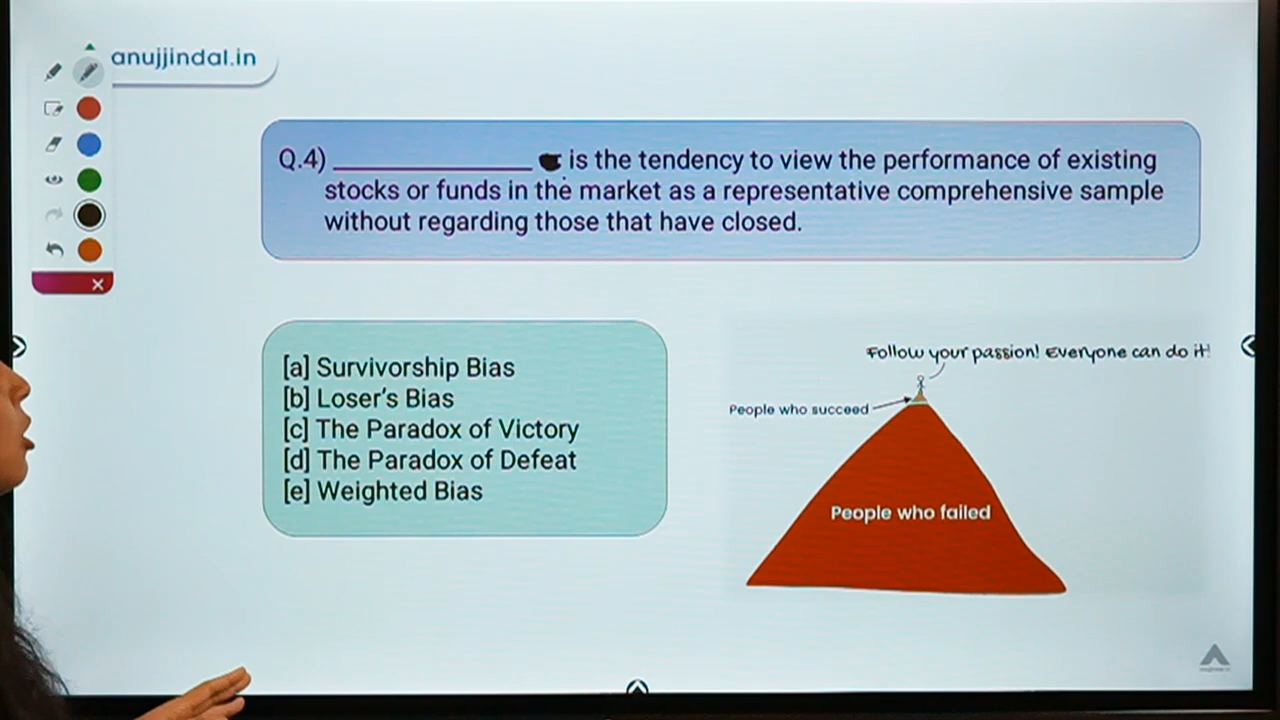 anujjindal.in
Q.4) ______________ is the tendency to view the performance of existing
stocks or funds in the market as a representative comprehensive sample
without regarding those that have closed.
[a] Survivorship Bias
[b] Loser's Bias
[c] The Paradox of Victory
[d] The Paradox of Defeat
[e] Weighted Bias
Follow your passion! Everyone can do it!
People who succeed
People who failed